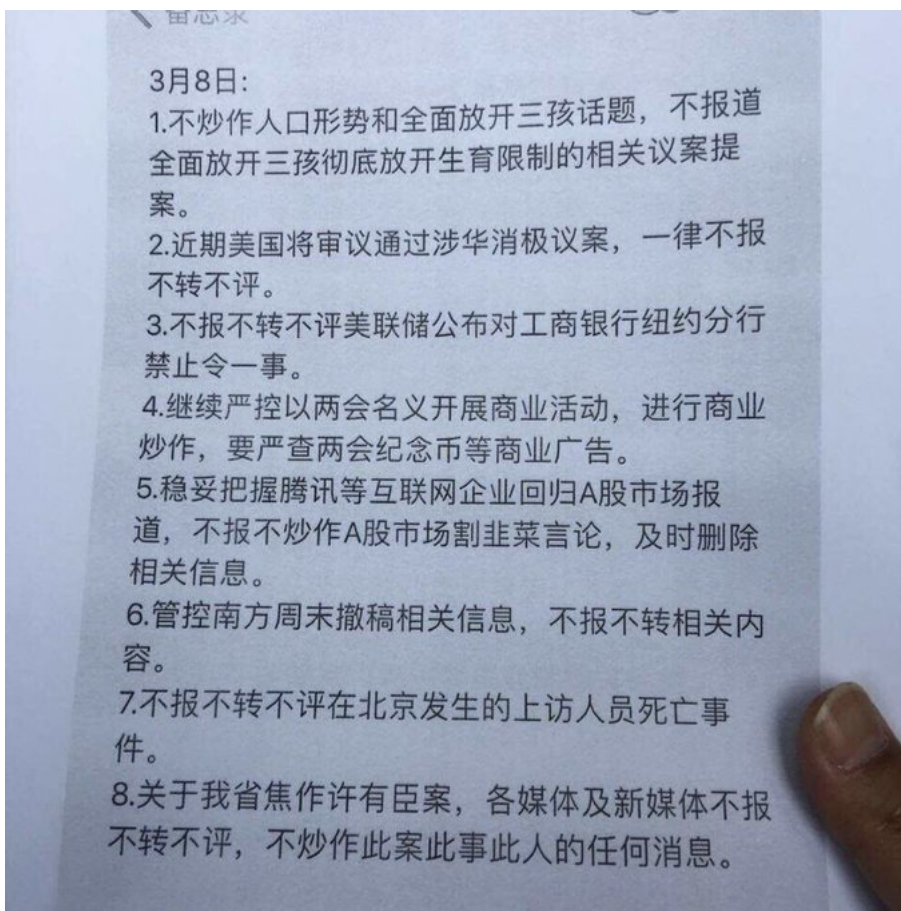 备忘录
3月8日:
1.不炒作人口形势和全面放开三孩话题，不报道
全面放开三孩彻底放开生育限制的相关议案提
案。
2.近期美国将审议通过涉华消极议案，一律不报
不转不评。
3.不报不转不评美联储公布对工商银行纽约分行
禁止令一事。
4.继续严控以两会名义开展商业活动，进行商业
炒作，要严查两会纪念币等商业广告。
5.稳妥把握腾讯等互联网企业回归A股市场报
道，不报不炒作A股市场割韭菜言论，及时删除
相关信息。
6.管控南方周末撤稿相关信息，不报不转相关内
容。
7.不报不转不评在北京发生的上访人员死亡事
件。
8.关于我省焦作许有臣案，各媒体及新媒体不报
不转不评，不炒作此案此事此人的任何消息。